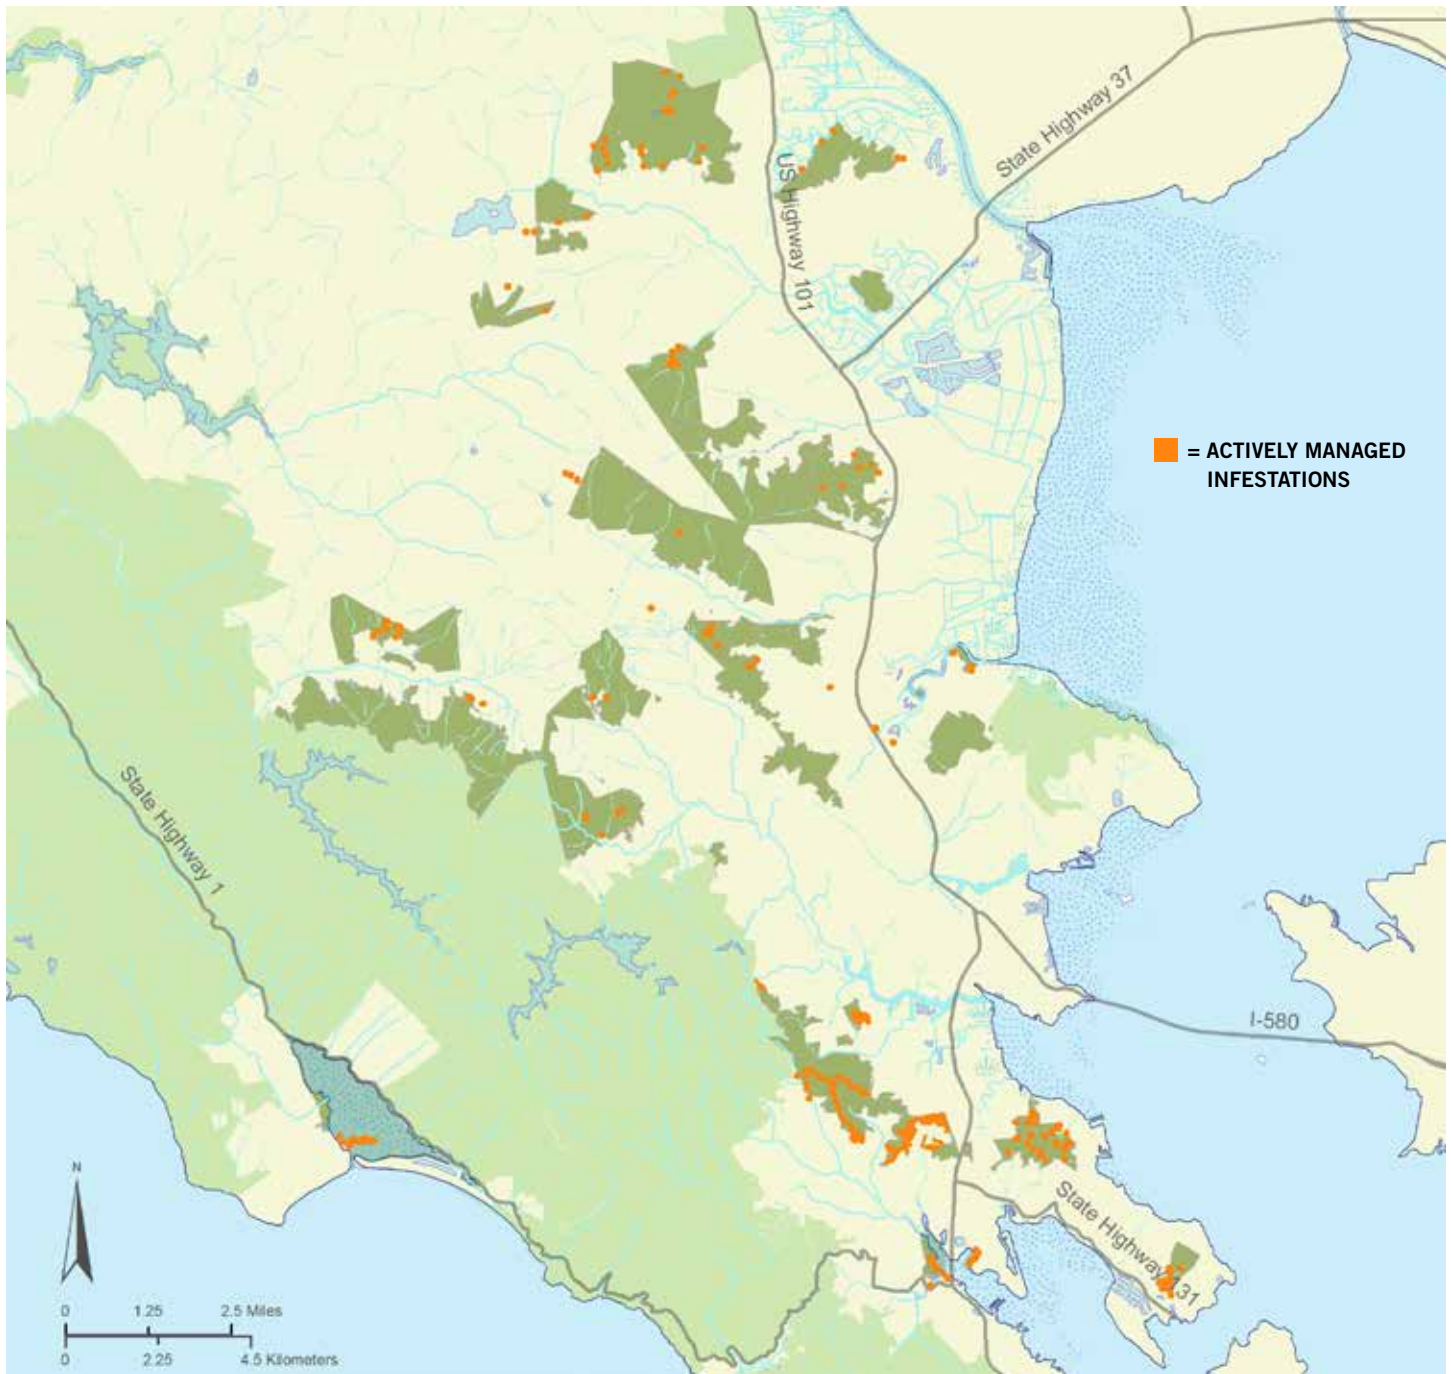 State Highway 37
US Highway 101
= ACTIVELY MANAGED
INFESTATIONS
State Highway 1
I-580
State Highway 131
N
0 1.25 2.5 Miles
0 2.25 4.5 Kilometers